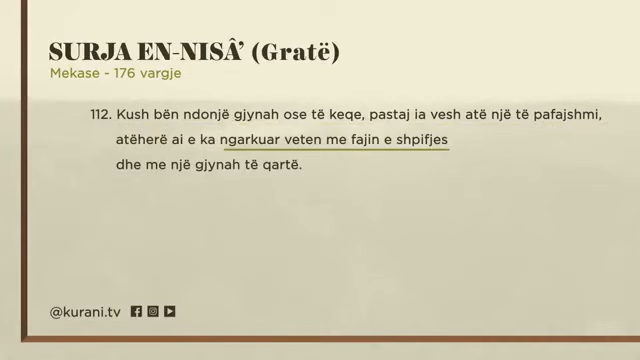 SURJA EN-NISÂ’ (Gratë)
Mekase - 176 vargje
112. Kush bën ndonjë gjynah ose të keqe, pastaj ia vesh atë një të pafajshmi,
atëherë ai e ka ngarkuar veten me fajin e shpifjes
dhe me një gjynah të qartë.
@kurani.tv